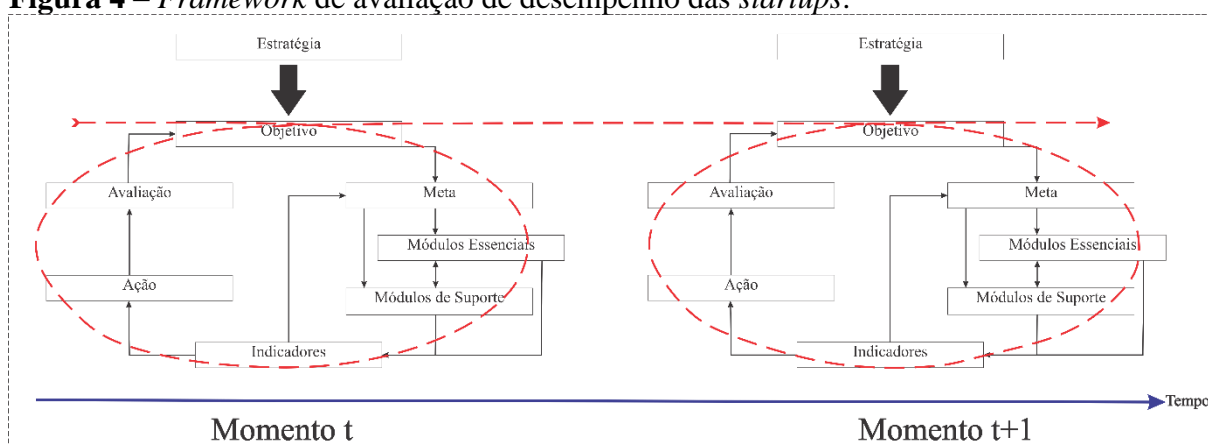 Figura 4 – Framework de avaliação de desempenho das startups.
Estratégia
Objetivo
Avaliação
Meta
Módulos Essenciais
Ação
Módulos de Suporte
Indicadores
Estratégia
Objetivo
Avaliação
Meta
Módulos Essenciais
Ação
Módulos de Suporte
Indicadores
Tempo
Momento t
Momento t+1